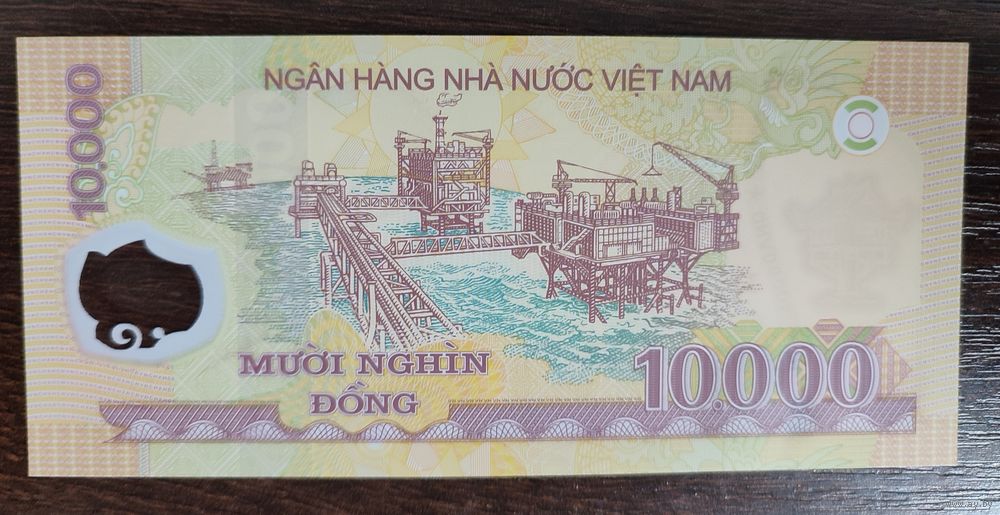 NGÂN HÀNG NHÀ NƯỚC VIỆT NAM
10.000
MƯỜI NGHÌN
ĐỒNG
10.000